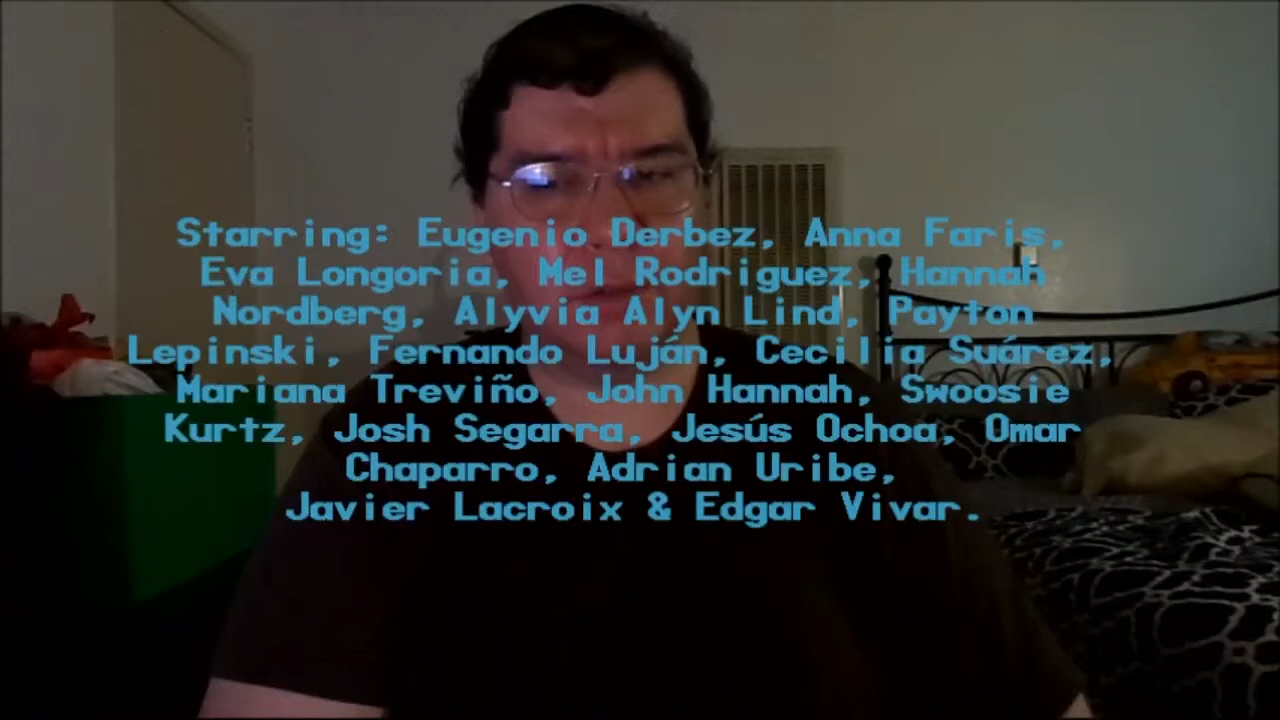 Starring: Eugenio Derbez, Anna Faris,
Eva Longoria, Mel Rodriguez, Hannah
Nordberg, Alyvia Alyn Lind, Payton
Lepinski, Fernando Luján, Cecilia Suárez,
Mariana Treviño, John Hannah, Swoosie
Kurtz, Josh Segarra, Jesús Ochoa, Omar
Chaparro, Adrian Uribe,
Javier Lacroix & Edgar Vivar.